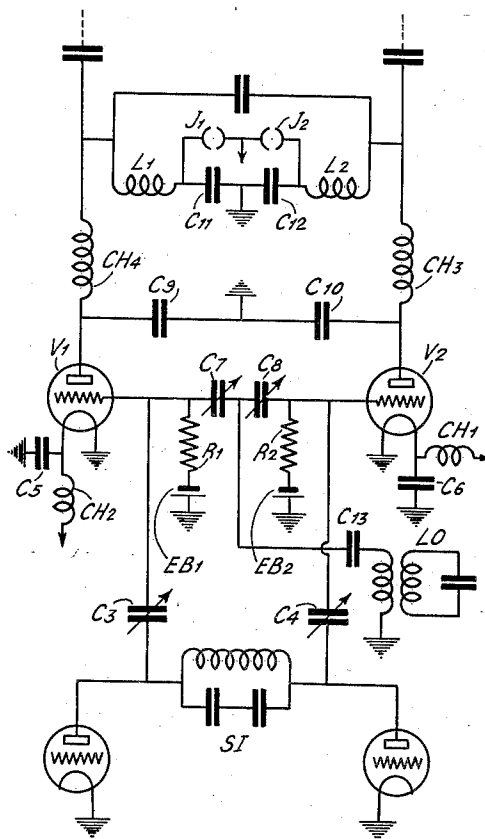 J1 J2
L1 L2
C11 C12
CH4 CH3
C9 C10
V1 V2
C7 C8
R1 R2
CH1
C5 C6
CH2
EB1 EB2
C13 LO
C3 C4
SI